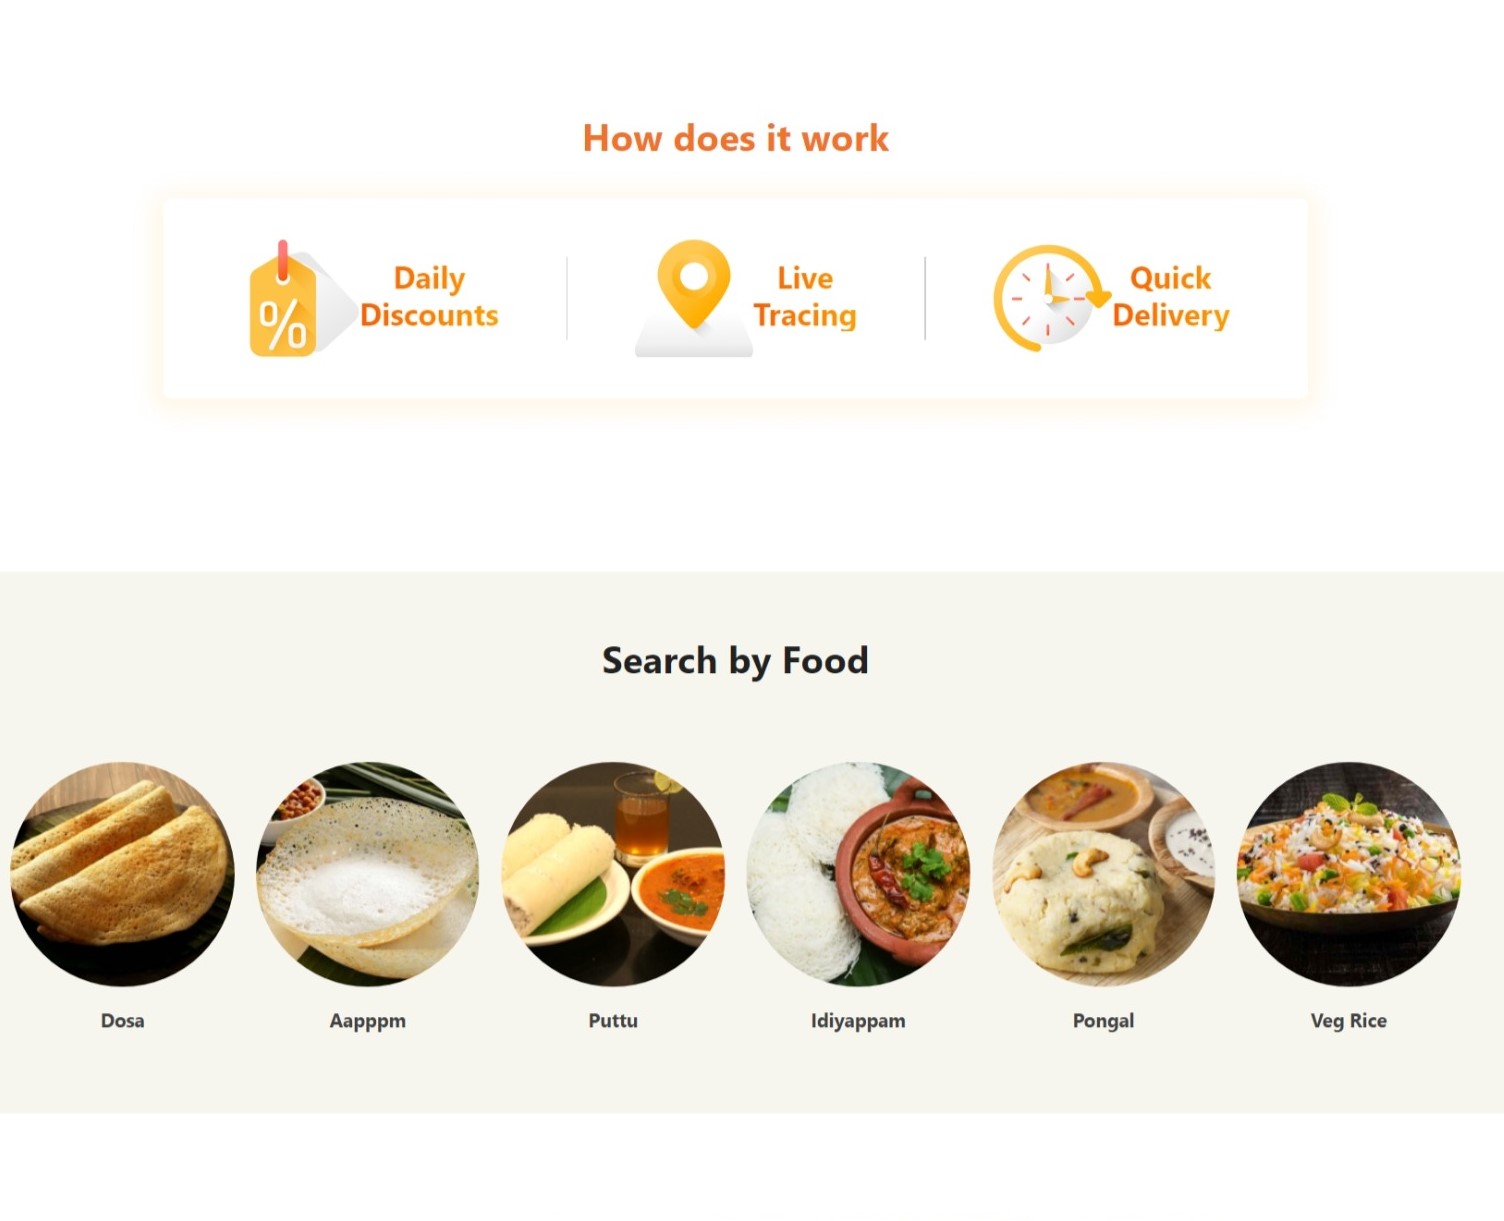 How does it work
%
Daily
Discounts
Live
Tracing
Quick
Delivery
Search by Food
Dosa
Aapppm
Puttu
Idiyappam
Pongal
Veg Rice